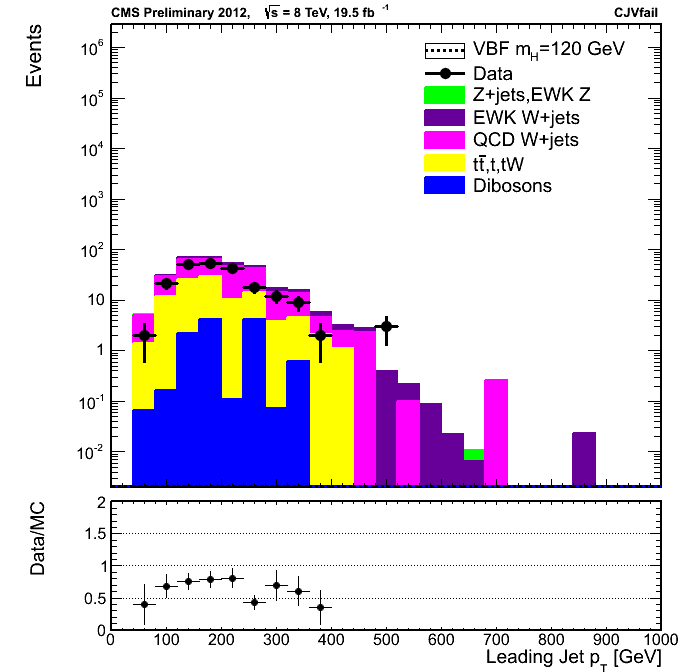 CMS Preliminary 2012, √s = 8 TeV, 19.5 fb⁻¹ CJVfail
Events
10⁶
10⁵
10⁴
10³
10²
10
1
10⁻¹
10⁻²
VBF m_H=120 GeV
Data
Z+jets,EWK Z
EWK W+jets
QCD W+jets
tt̄,t,tW
Dibosons
Data/MC
2
1.5
1
0.5
0
0 100 200 300 400 500 600 700 800 900 1000
Leading Jet p_T [GeV]